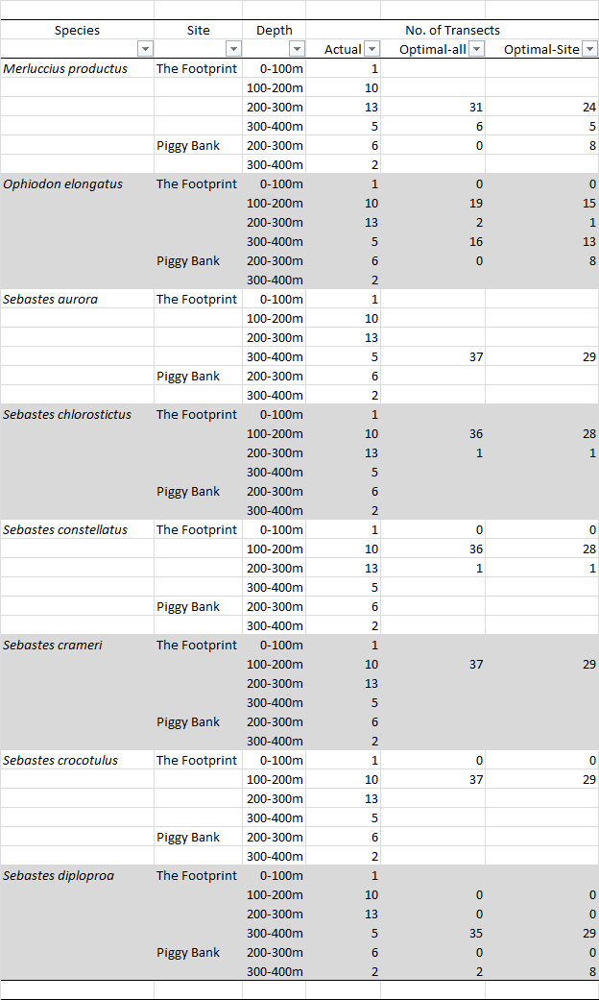 Species Site Depth No. of Transects
Actual Optimal-all Optimal-Site
Merluccius productus The Footprint 0-100m 1
100-200m 10
200-300m 13 31 24
300-400m 5 6 5
Piggy Bank 200-300m 6 0 8
300-400m 2
Ophiodon elongatus The Footprint 0-100m 1 0 0
100-200m 10 19 15
200-300m 13 2 1
300-400m 5 16 13
Piggy Bank 200-300m 6 0 8
300-400m 2
Sebastes aurora The Footprint 0-100m 1
100-200m 10
200-300m 13
300-400m 5 37 29
Piggy Bank 200-300m 6
300-400m 2
Sebastes chlorostictus The Footprint 0-100m 1
100-200m 10 36 28
200-300m 13 1 1
300-400m 5
Piggy Bank 200-300m 6
300-400m 2
Sebastes constellatus The Footprint 0-100m 1 0 0
100-200m 10 36 28
200-300m 13 1 1
300-400m 5
Piggy Bank 200-300m 6
300-400m 2
Sebastes crameri The Footprint 0-100m 1
100-200m 10 37 29
200-300m 13
300-400m 5
Piggy Bank 200-300m 6
300-400m 2
Sebastes crocotulus The Footprint 0-100m 1 0 0
100-200m 10 37 29
200-300m 13
300-400m 5
Piggy Bank 200-300m 6
300-400m 2
Sebastes diploproa The Footprint 0-100m 1
100-200m 10 0 0
200-300m 13 0 0
300-400m 5 35 29
Piggy Bank 200-300m 6 0 0
300-400m 2 2 8